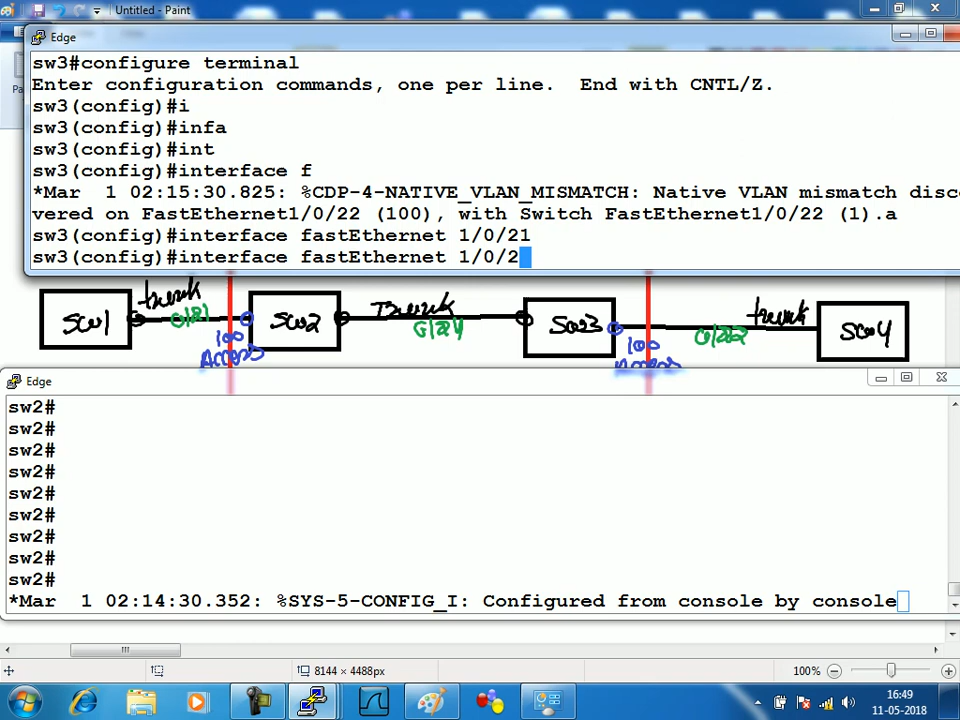 Untitled - Paint
Edge
sw3#configure terminal
Enter configuration commands, one per line.  End with CNTL/Z.
sw3(config)#i
sw3(config)#infa
sw3(config)#int
sw3(config)#interface f
*Mar  1 02:15:30.825: %CDP-4-NATIVE_VLAN_MISMATCH: Native VLAN mismatch disco
vered on FastEthernet1/0/22 (100), with Switch FastEthernet1/0/22 (1).a
sw3(config)#interface fastEthernet 1/0/21
sw3(config)#interface fastEthernet 1/0/2
trunk Trunk trunk
SW1 SW2 SW3 SW4
100 100
Access Access
Edge
sw2#
sw2#
sw2#
sw2#
sw2#
sw2#
sw2#
sw2#
sw2#
*Mar  1 02:14:30.352: %SYS-5-CONFIG_I: Configured from console by console
8144 × 4488px
100%
16:49
11-05-2018